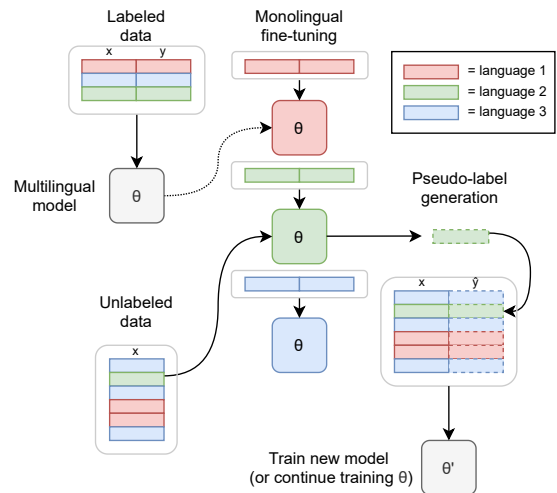 Labeled
data
x y
Monolingual
fine-tuning
= language 1
= language 2
= language 3
θ
Multilingual
model
θ
Pseudo-label
generation
θ
x ŷ
Unlabeled
data
x
θ
Train new model
(or continue training θ)
θ'